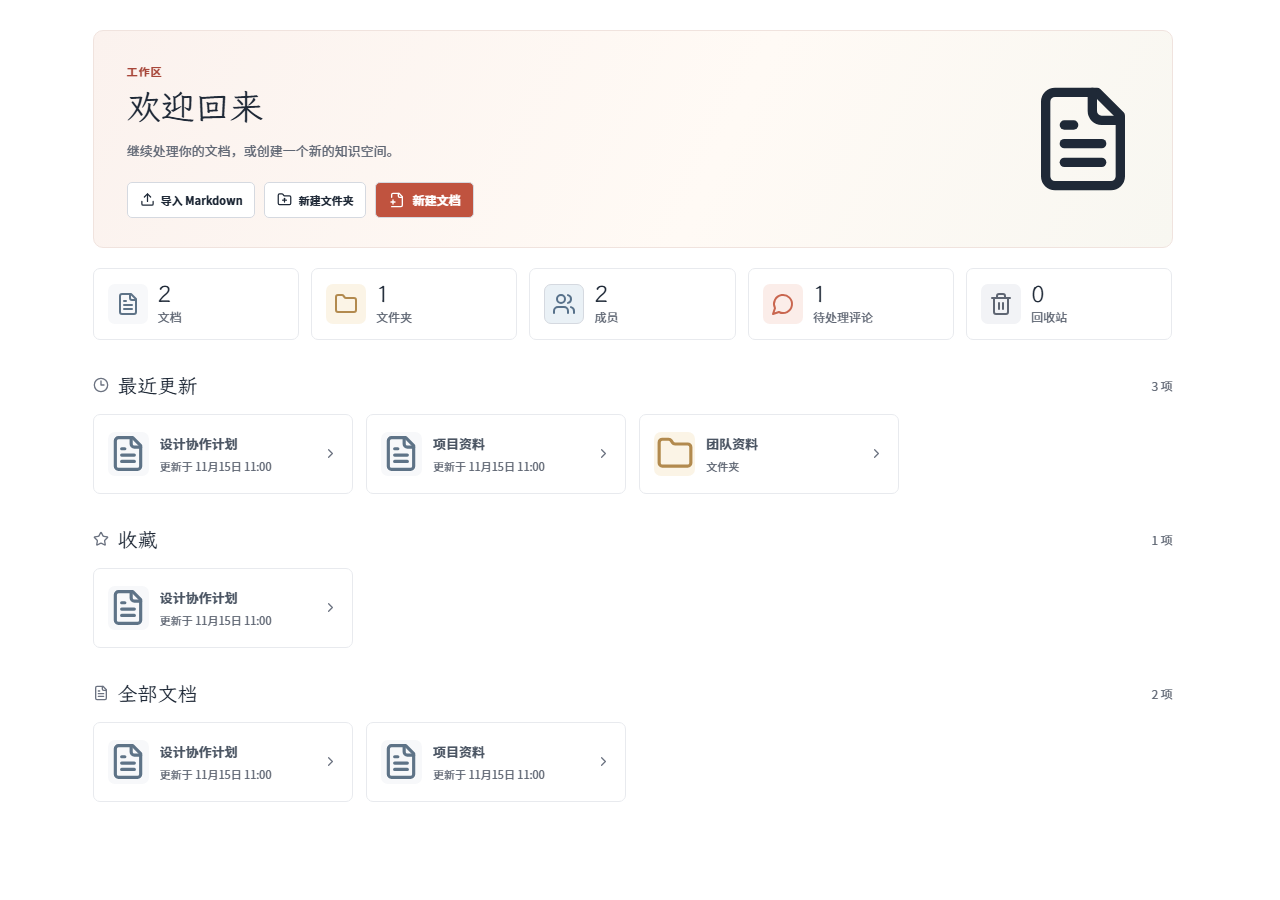 工作区
欢迎回来
继续处理你的文档，或创建一个新的知识空间。
导入 Markdown
新建文件夹
新建文档
2
文档
1
文件夹
2
成员
1
待处理评论
0
回收站
最近更新
3 项
设计协作计划
更新于 11月15日 11:00
项目资料
更新于 11月15日 11:00
团队资料
文件夹
收藏
1 项
设计协作计划
更新于 11月15日 11:00
全部文档
2 项
设计协作计划
更新于 11月15日 11:00
项目资料
更新于 11月15日 11:00